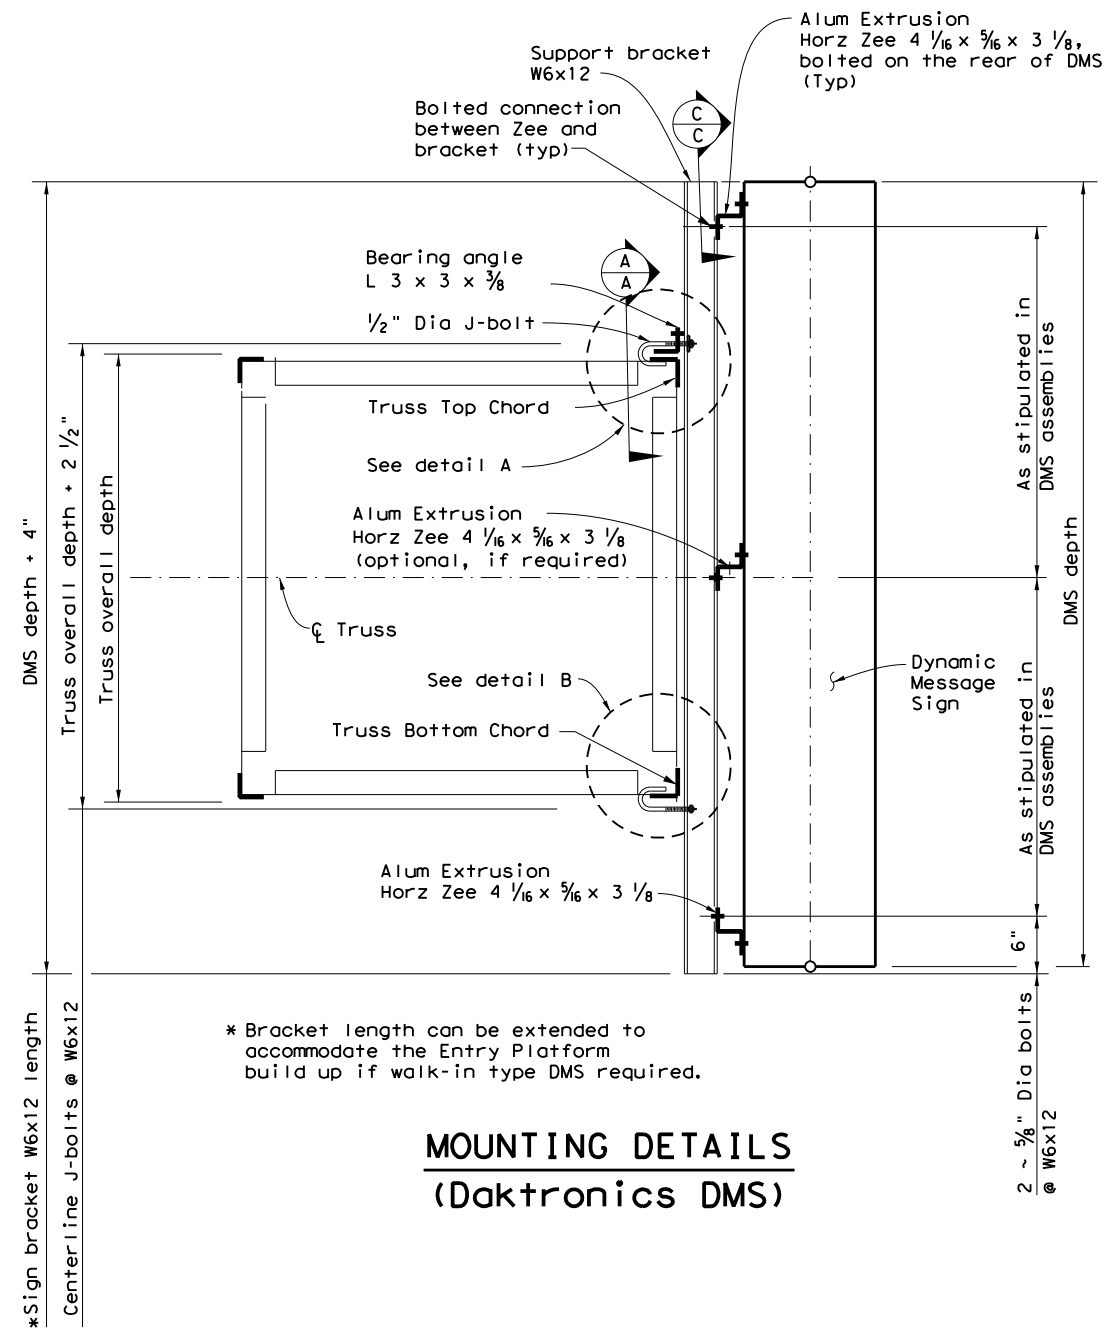 Alum Extrusion
Horz Zee 4 1/16 x 5/16 x 3 1/8,
bolted on the rear of DMS
(Typ)
Support bracket
W6x12
Bolted connection
between Zee and
bracket (typ)
C
C
Bearing angle
L 3 x 3 x 3/8
A
A
1/2" Dia J-bolt
Truss Top Chord
See detail A
Alum Extrusion
Horz Zee 4 1/16 x 5/16 x 3 1/8
(optional, if required)
℄ Truss
See detail B
Truss Bottom Chord
Alum Extrusion
Horz Zee 4 1/16 x 5/16 x 3 1/8
Dynamic
Message
Sign
DMS depth + 4"
Truss overall depth + 2 1/2"
Truss overall depth
As stipulated in
DMS assemblies
DMS depth
As stipulated in
DMS assemblies
6"
2 ~ 5/8" Dia bolts
@ W6x12
*Sign bracket W6x12 length
Centerline J-bolts @ W6x12
* Bracket length can be extended to
accommodate the Entry Platform
build up if walk-in type DMS required.
MOUNTING DETAILS
(Daktronics DMS)